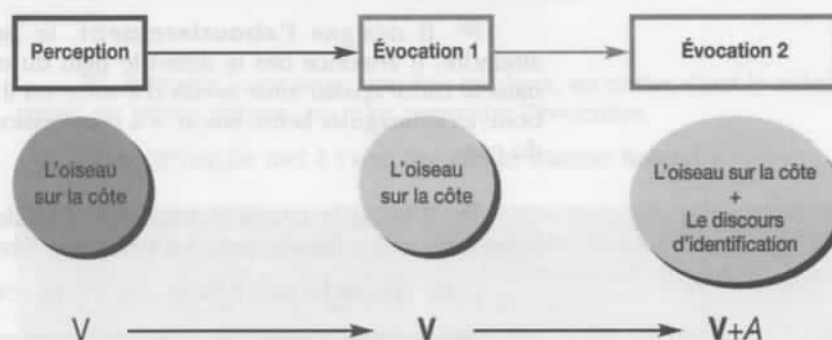 Perception
Évocation 1
Évocation 2
L'oiseau
sur la côte
L'oiseau
sur la côte
L'oiseau sur la côte
+
Le discours
d'identification
V
V
V+A